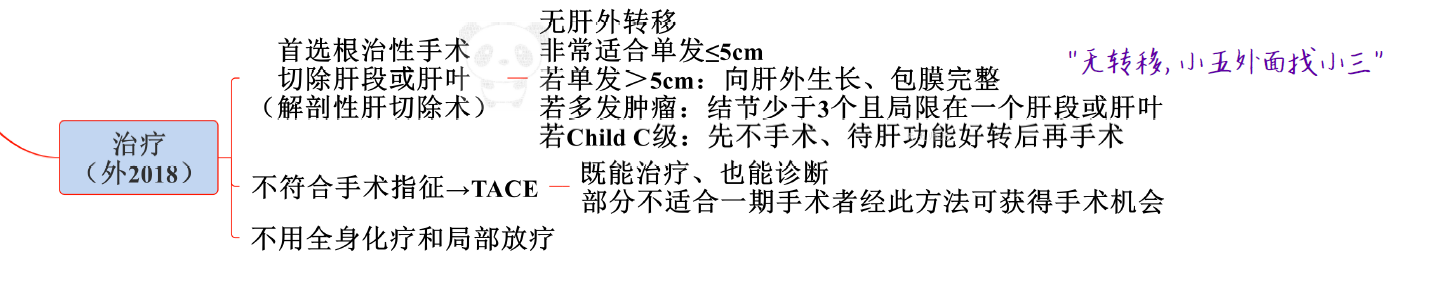 首选根治性手术
切除肝段或肝叶
（解剖性肝切除术）
无肝外转移
非常适合单发≤5cm
若单发＞5cm：向肝外生长、包膜完整
若多发肿瘤：结节少于3个且局限在一个肝段或肝叶
若Child C级：先不手术、待肝功能好转后再手术
"无转移,小五外面找小三"
治疗
（外2018）
不符合手术指征→TACE
既能治疗、也能诊断
部分不适合一期手术者经此方法可获得手术机会
不用全身化疗和局部放疗